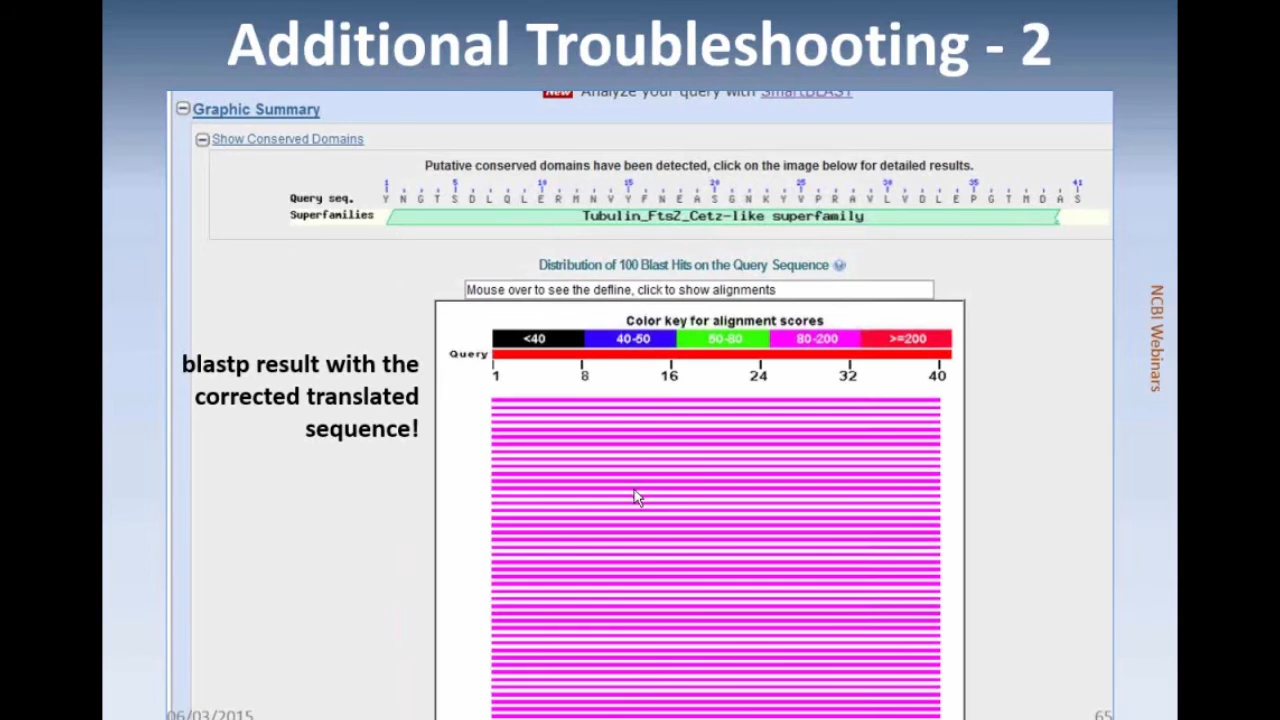 Additional Troubleshooting - 2
New Analyze your query with SmartBLAST
Graphic Summary
Show Conserved Domains
Putative conserved domains have been detected, click on the image below for detailed results.
1 5 10 15 20 25 30 35 41
Query seq. Y N G T S D L Q L E R M N V Y F N E A S G N K Y V P R A V L V D L E P G T M D A S
Superfamilies Tubulin_FtsZ_Cetz-like superfamily
Distribution of 100 Blast Hits on the Query Sequence
Mouse over to see the defline, click to show alignments
Color key for alignment scores
<40 40-50 50-80 80-200 >=200
Query
1 8 16 24 32 40
blastp result with the
corrected translated
sequence!
NCBI Webinars
06/03/2015
65